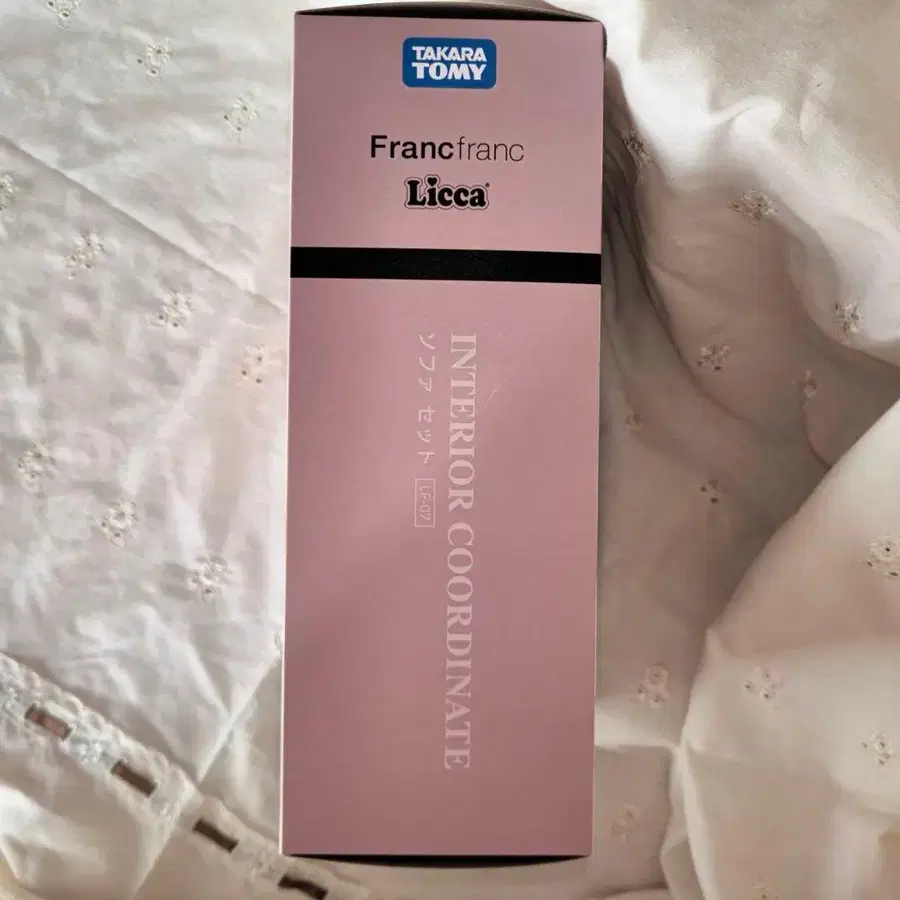 TAKARA
TOMY
Francfranc
Licca
INTERIOR COORDINATE
ソファ セット LF-07